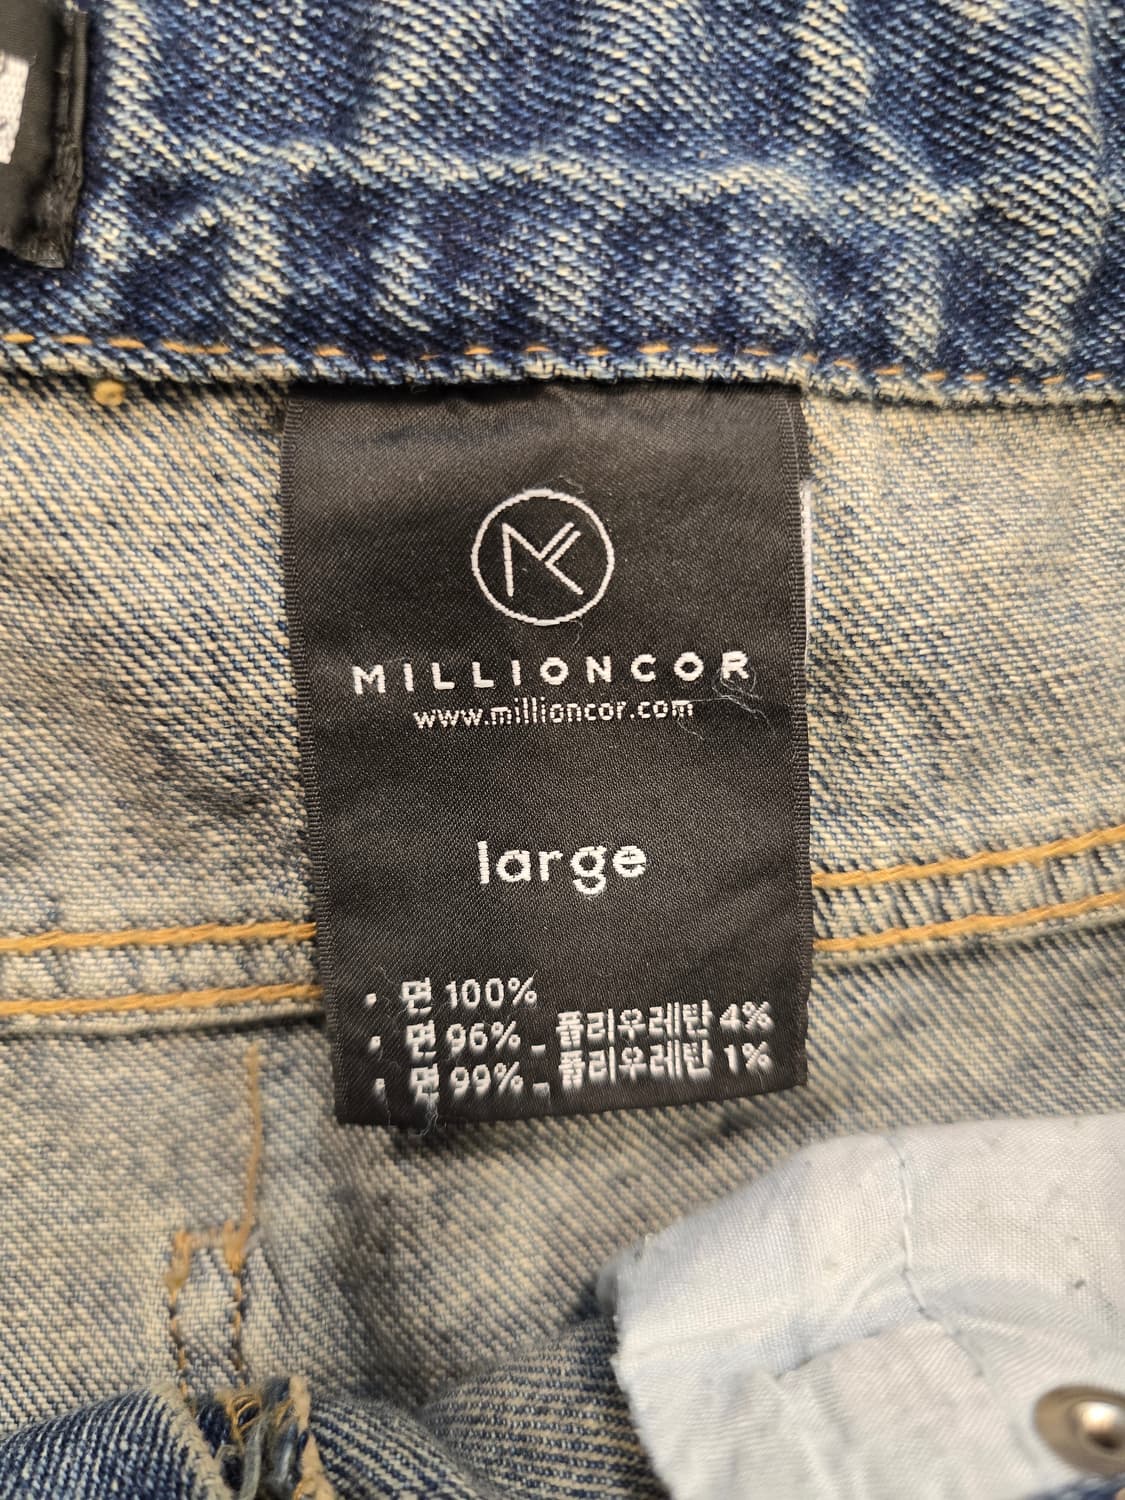 MILLIONCOR
www.millioncor.com
large
· 면 100%
· 면 96% - 폴리우레탄 4%
· 면 99% - 폴리우레탄 1%